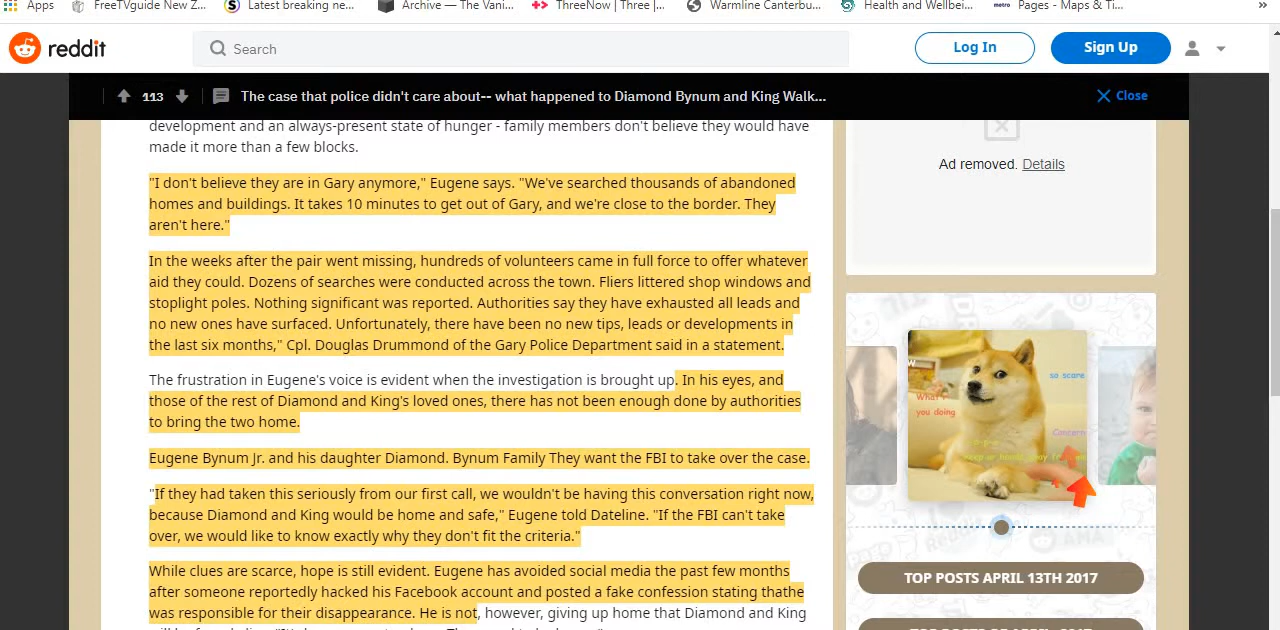 Apps
FreeTVguide New Z...
Latest breaking ne...
Archive — The Vani...
ThreeNow | Three |...
Warmline Canterbu...
Health and Wellbei...
metro
Pages - Maps & Ti...
»
reddit
Search
Log In
Sign Up
113
The case that police didn't care about-- what happened to Diamond Bynum and King Walk...
Close
development and an always-present state of hunger - family members don't believe they would have
made it more than a few blocks.
"I don't believe they are in Gary anymore," Eugene says. "We've searched thousands of abandoned
homes and buildings. It takes 10 minutes to get out of Gary, and we're close to the border. They
aren't here."
In the weeks after the pair went missing, hundreds of volunteers came in full force to offer whatever
aid they could. Dozens of searches were conducted across the town. Fliers littered shop windows and
stoplight poles. Nothing significant was reported. Authorities say they have exhausted all leads and
no new ones have surfaced. Unfortunately, there have been no new tips, leads or developments in
the last six months," Cpl. Douglas Drummond of the Gary Police Department said in a statement.
The frustration in Eugene's voice is evident when the investigation is brought up. In his eyes, and
those of the rest of Diamond and King's loved ones, there has not been enough done by authorities
to bring the two home.
Eugene Bynum Jr. and his daughter Diamond. Bynum Family They want the FBI to take over the case.
"If they had taken this seriously from our first call, we wouldn't be having this conversation right now,
because Diamond and King would be home and safe," Eugene told Dateline. "If the FBI can't take
over, we would like to know exactly why they don't fit the criteria."
While clues are scarce, hope is still evident. Eugene has avoided social media the past few months
after someone reportedly hacked his Facebook account and posted a fake confession stating thathe
was responsible for their disappearance. He is not, however, giving up home that Diamond and King
Ad removed. Details
so scare
What r
you doing
Concern
TOP POSTS APRIL 13TH 2017